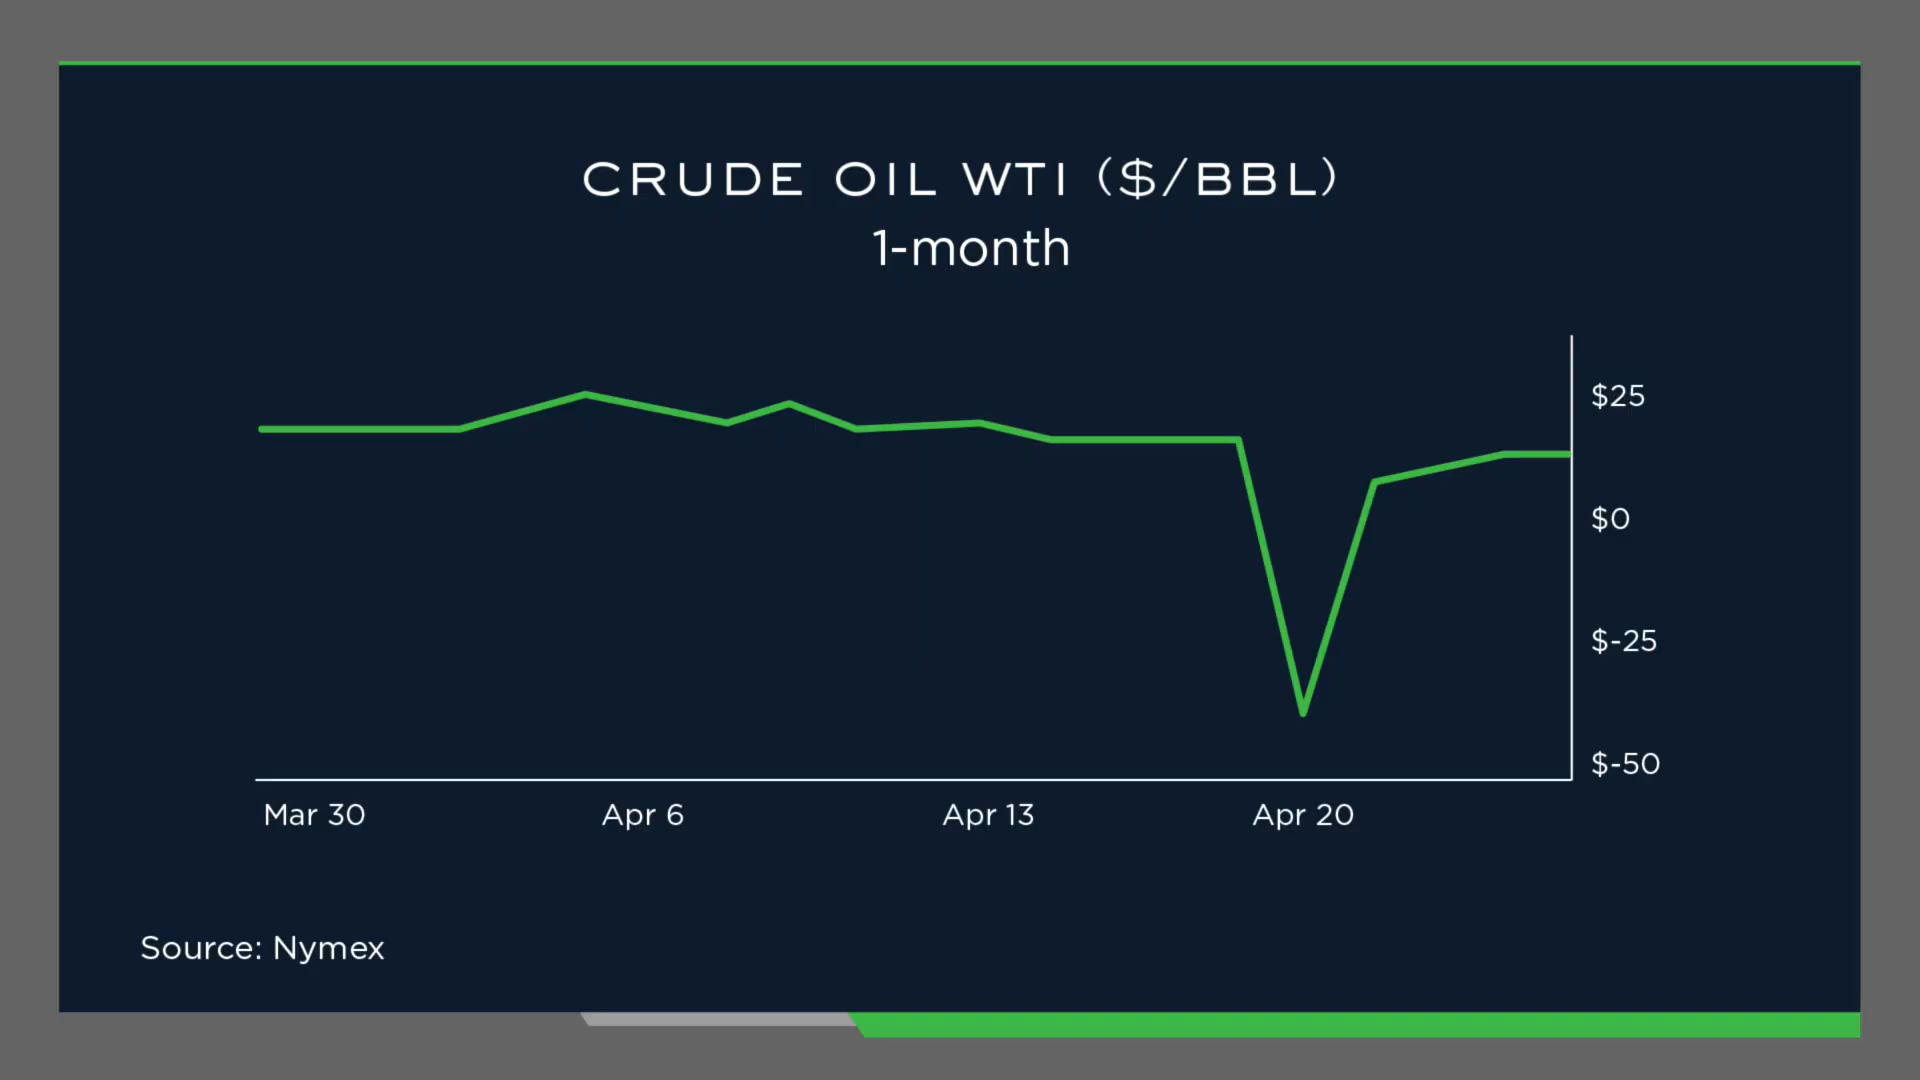 CRUDE OIL WTI ($/BBL)
1-month
$25
$0
$-25
$-50
Mar 30 Apr 6 Apr 13 Apr 20
Source: Nymex